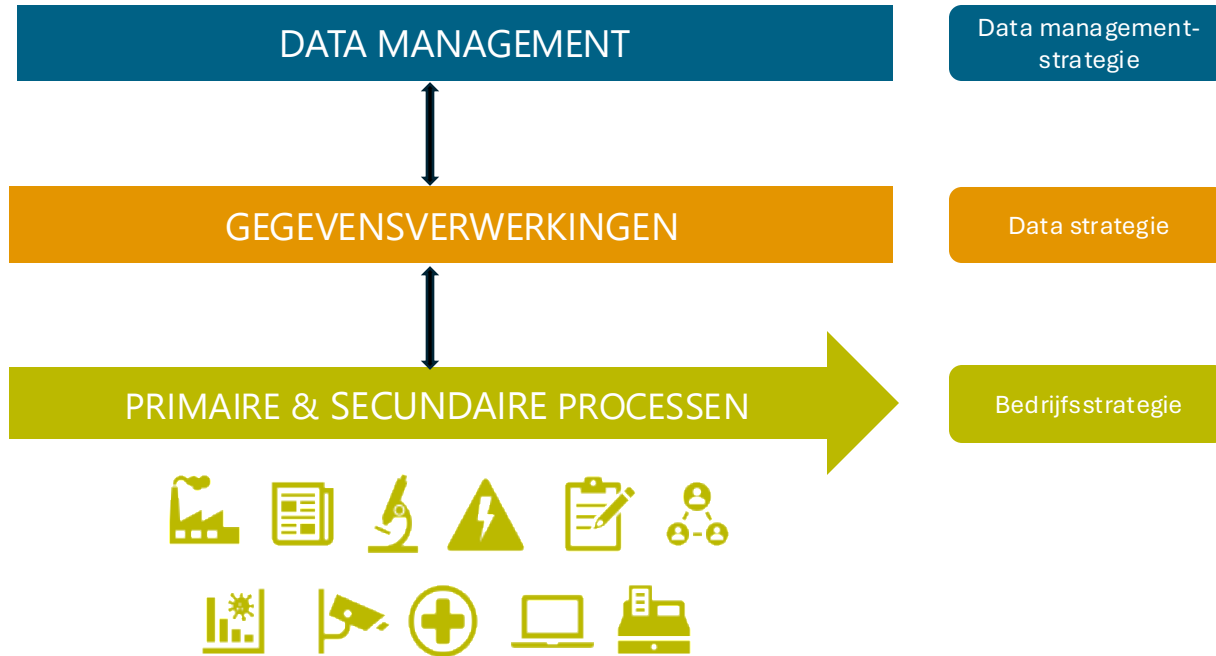 DATA MANAGEMENT
Data management-
strategie
GEGEVENSVERWERKINGEN
Data strategie
PRIMAIRE & SECUNDAIRE PROCESSEN
Bedrijfsstrategie